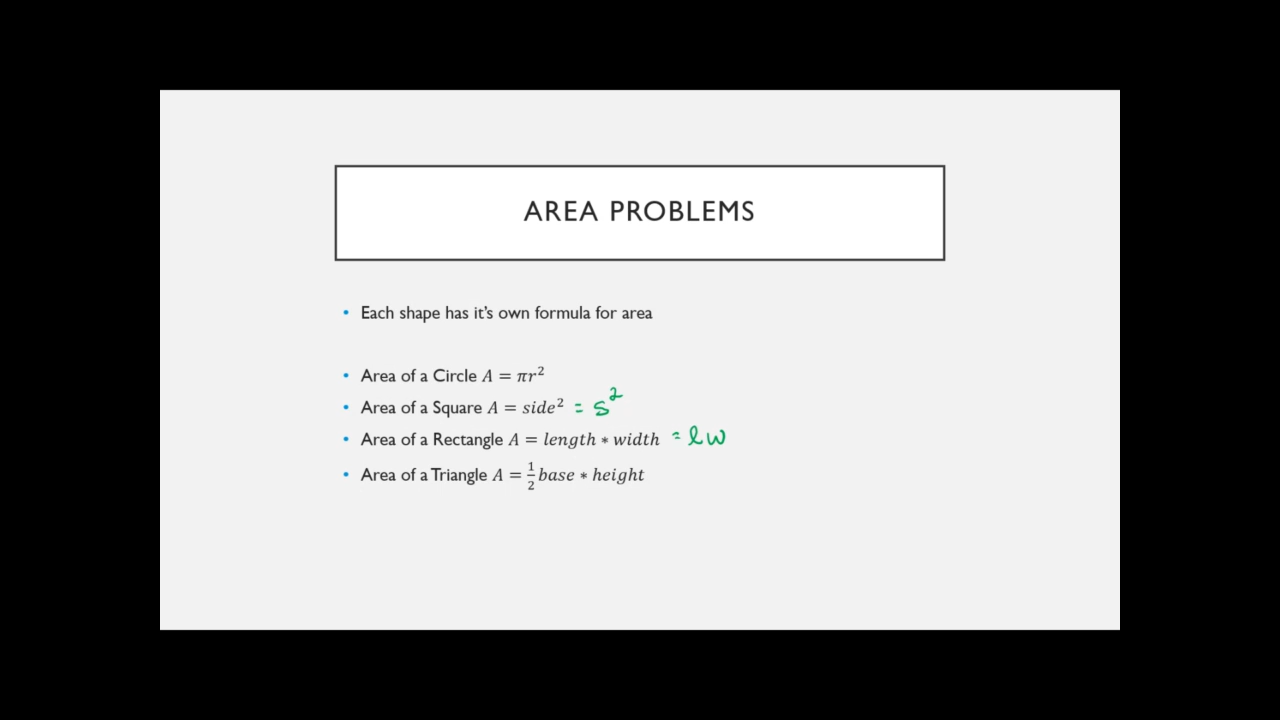 AREA PROBLEMS
• Each shape has it's own formula for area
• Area of a Circle A = πr²
• Area of a Square A = side² = s²
• Area of a Rectangle A = length * width = lw
• Area of a Triangle A = ½ base * height